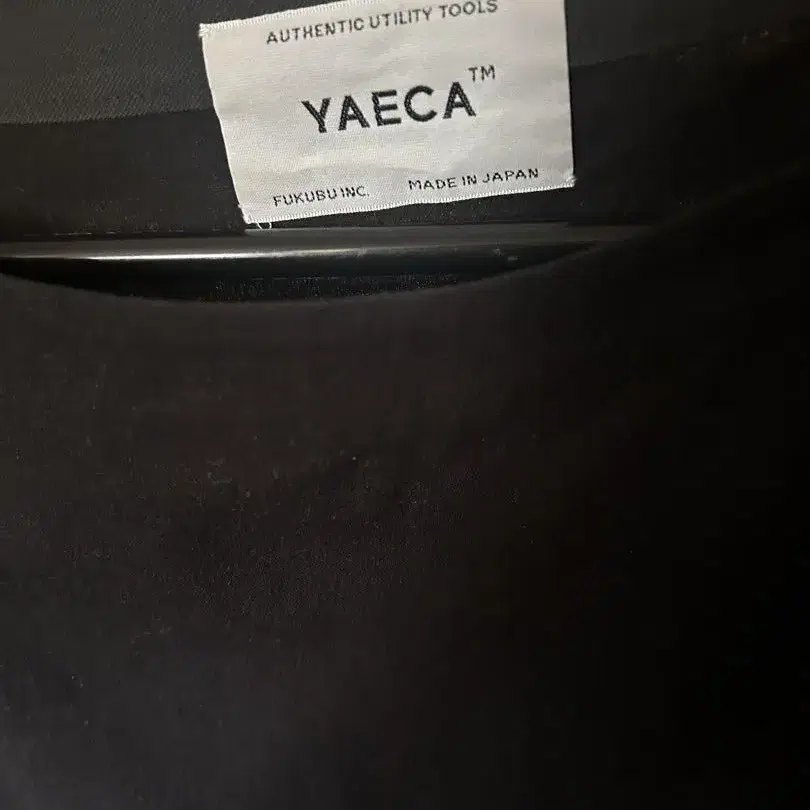 AUTHENTIC UTILITY TOOLS
YAECA™
FUKUBU INC. MADE IN JAPAN